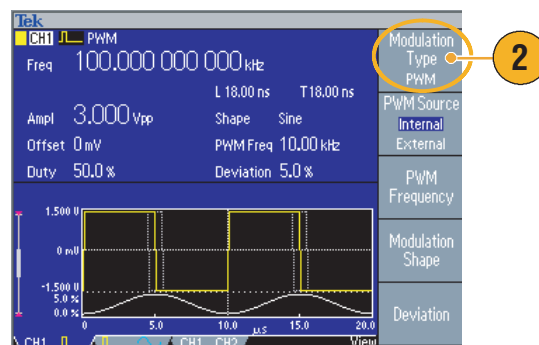 Tek
CH1 PWM
Freq 100.000 000 000 kHz
L 18.00 ns T18.00 ns
Ampl 3.000 Vpp Shape Sine
Offset 0 mV PWM Freq 10.00 kHz
Duty 50.0 % Deviation 5.0 %
1.500 V
0 mV
-1.500 V
5.0 %
0.0 %
0 5.0 10.0 µs 15.0 20.0
CH1 CH1 CH2 View
Modulation
Type
PWM
2
PWM Source
Internal
External
PWM
Frequency
Modulation
Shape
Deviation